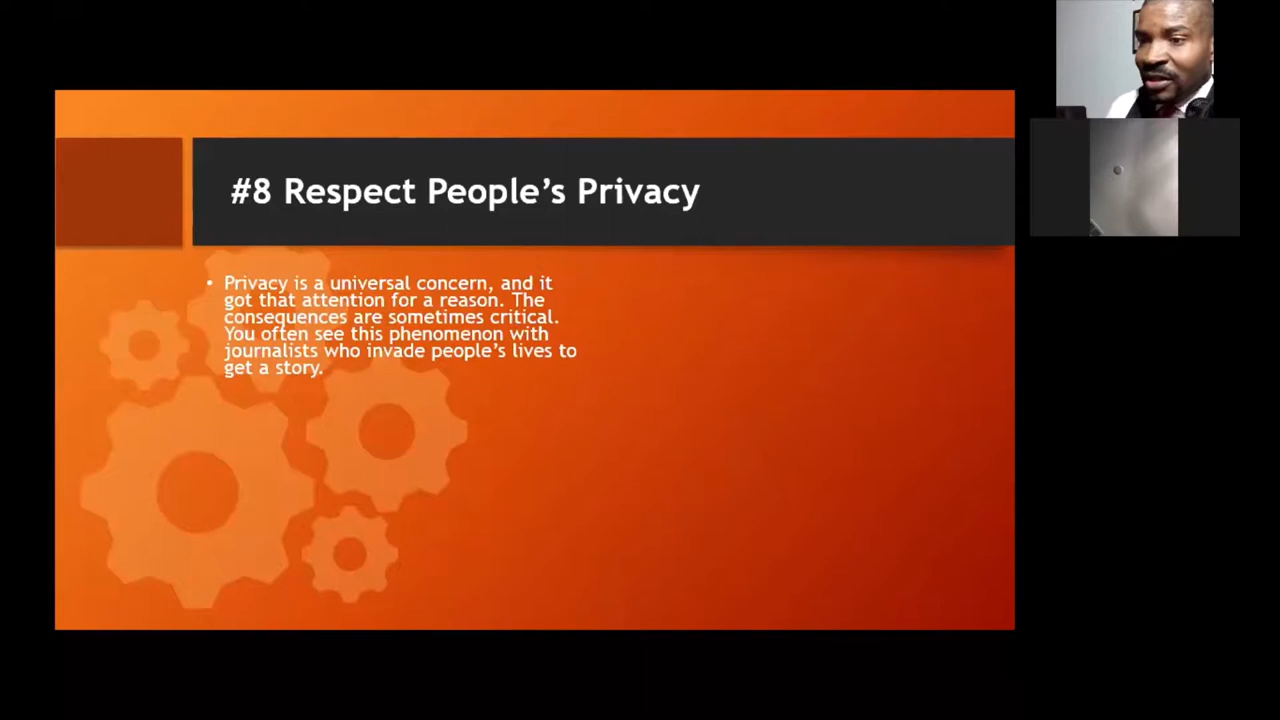 #8 Respect People’s Privacy
• Privacy is a universal concern, and it
got that attention for a reason. The
consequences are sometimes critical.
You often see this phenomenon with
journalists who invade people’s lives to
get a story.